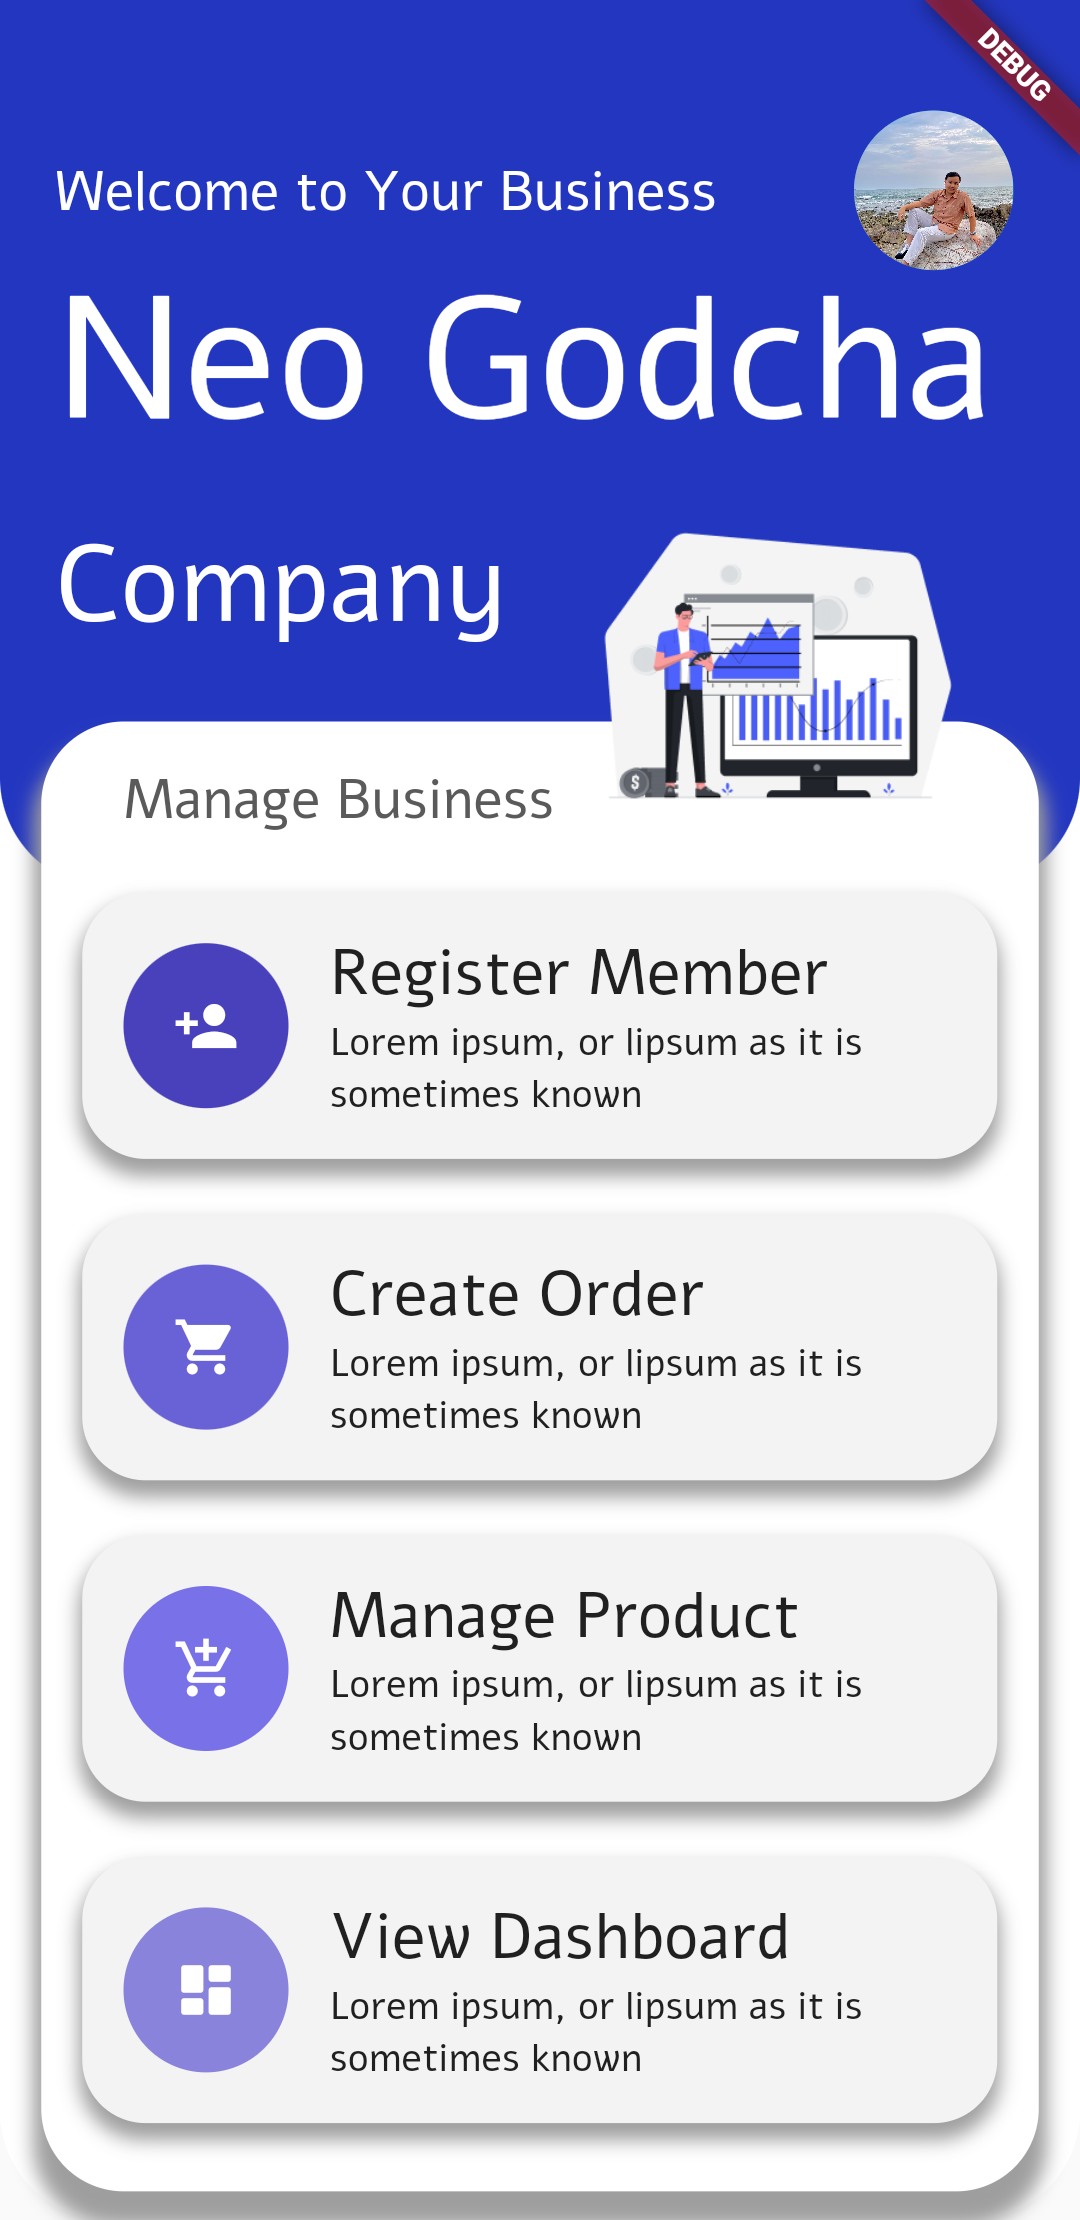 DEBUG
Welcome to Your Business
Neo Godcha
Company
$
Manage Business
Register Member
Lorem ipsum, or lipsum as it is
sometimes known
Create Order
Lorem ipsum, or lipsum as it is
sometimes known
Manage Product
Lorem ipsum, or lipsum as it is
sometimes known
View Dashboard
Lorem ipsum, or lipsum as it is
sometimes known